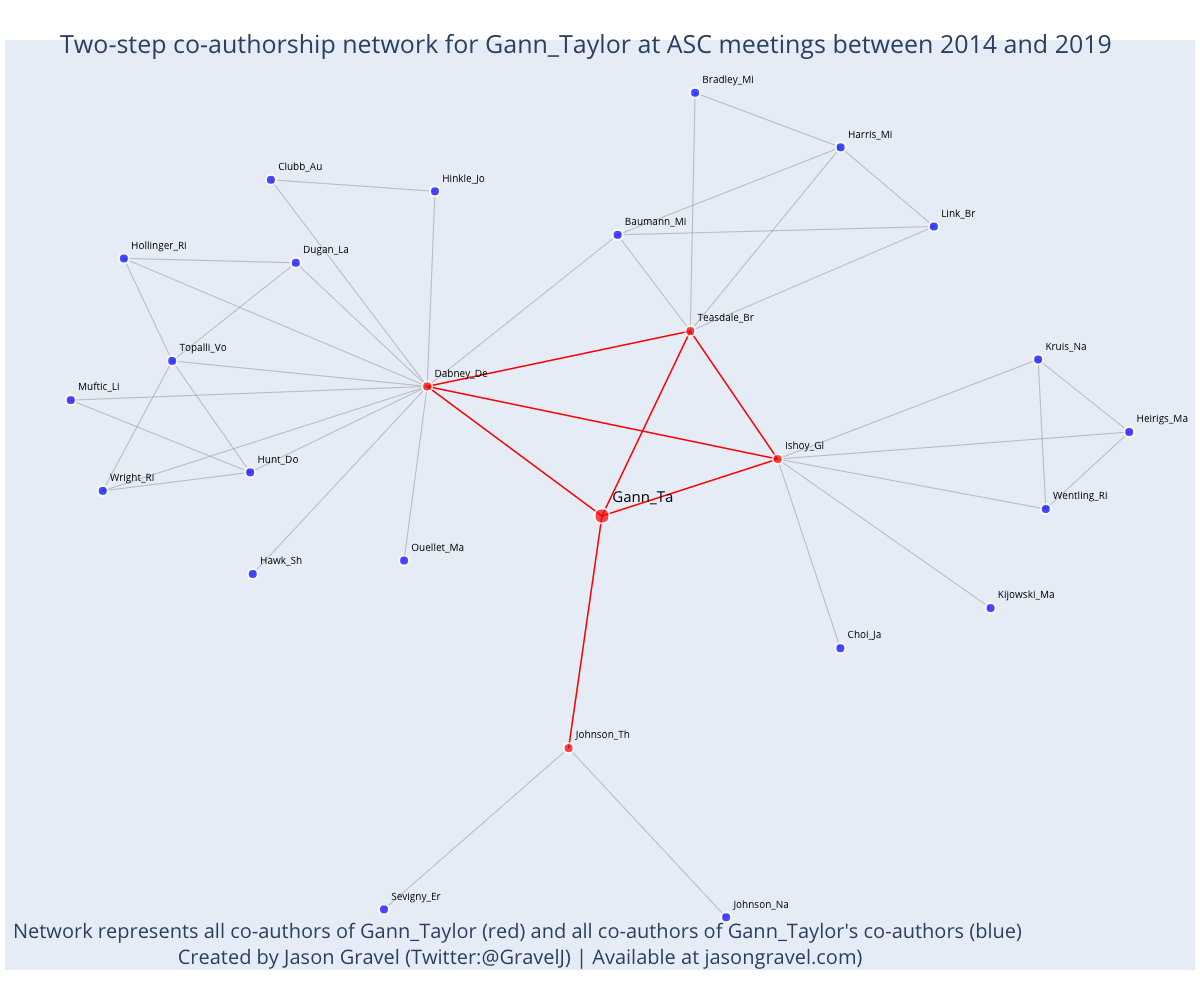 Two-step co-authorship network for Gann_Taylor at ASC meetings between 2014 and 2019
Bradley_Mi
Harris_Mi
Clubb_Au
Hinkle_Jo
Link_Br
Baumann_Mi
Hollinger_Ri
Dugan_La
Teasdale_Br
Topalli_Vo
Kruis_Na
Dabney_De
Muftic_Li
Heirigs_Ma
Ishoy_Gl
Hunt_Do
Wright_Ri
Gann_Ta
Wentling_Ri
Ouellet_Ma
Hawk_Sh
Kijowski_Ma
Choi_Ja
Johnson_Th
Sevigny_Er
Johnson_Na
Network represents all co-authors of Gann_Taylor (red) and all co-authors of Gann_Taylor's co-authors (blue)
Created by Jason Gravel (Twitter:@GravelJ) | Available at jasongravel.com)